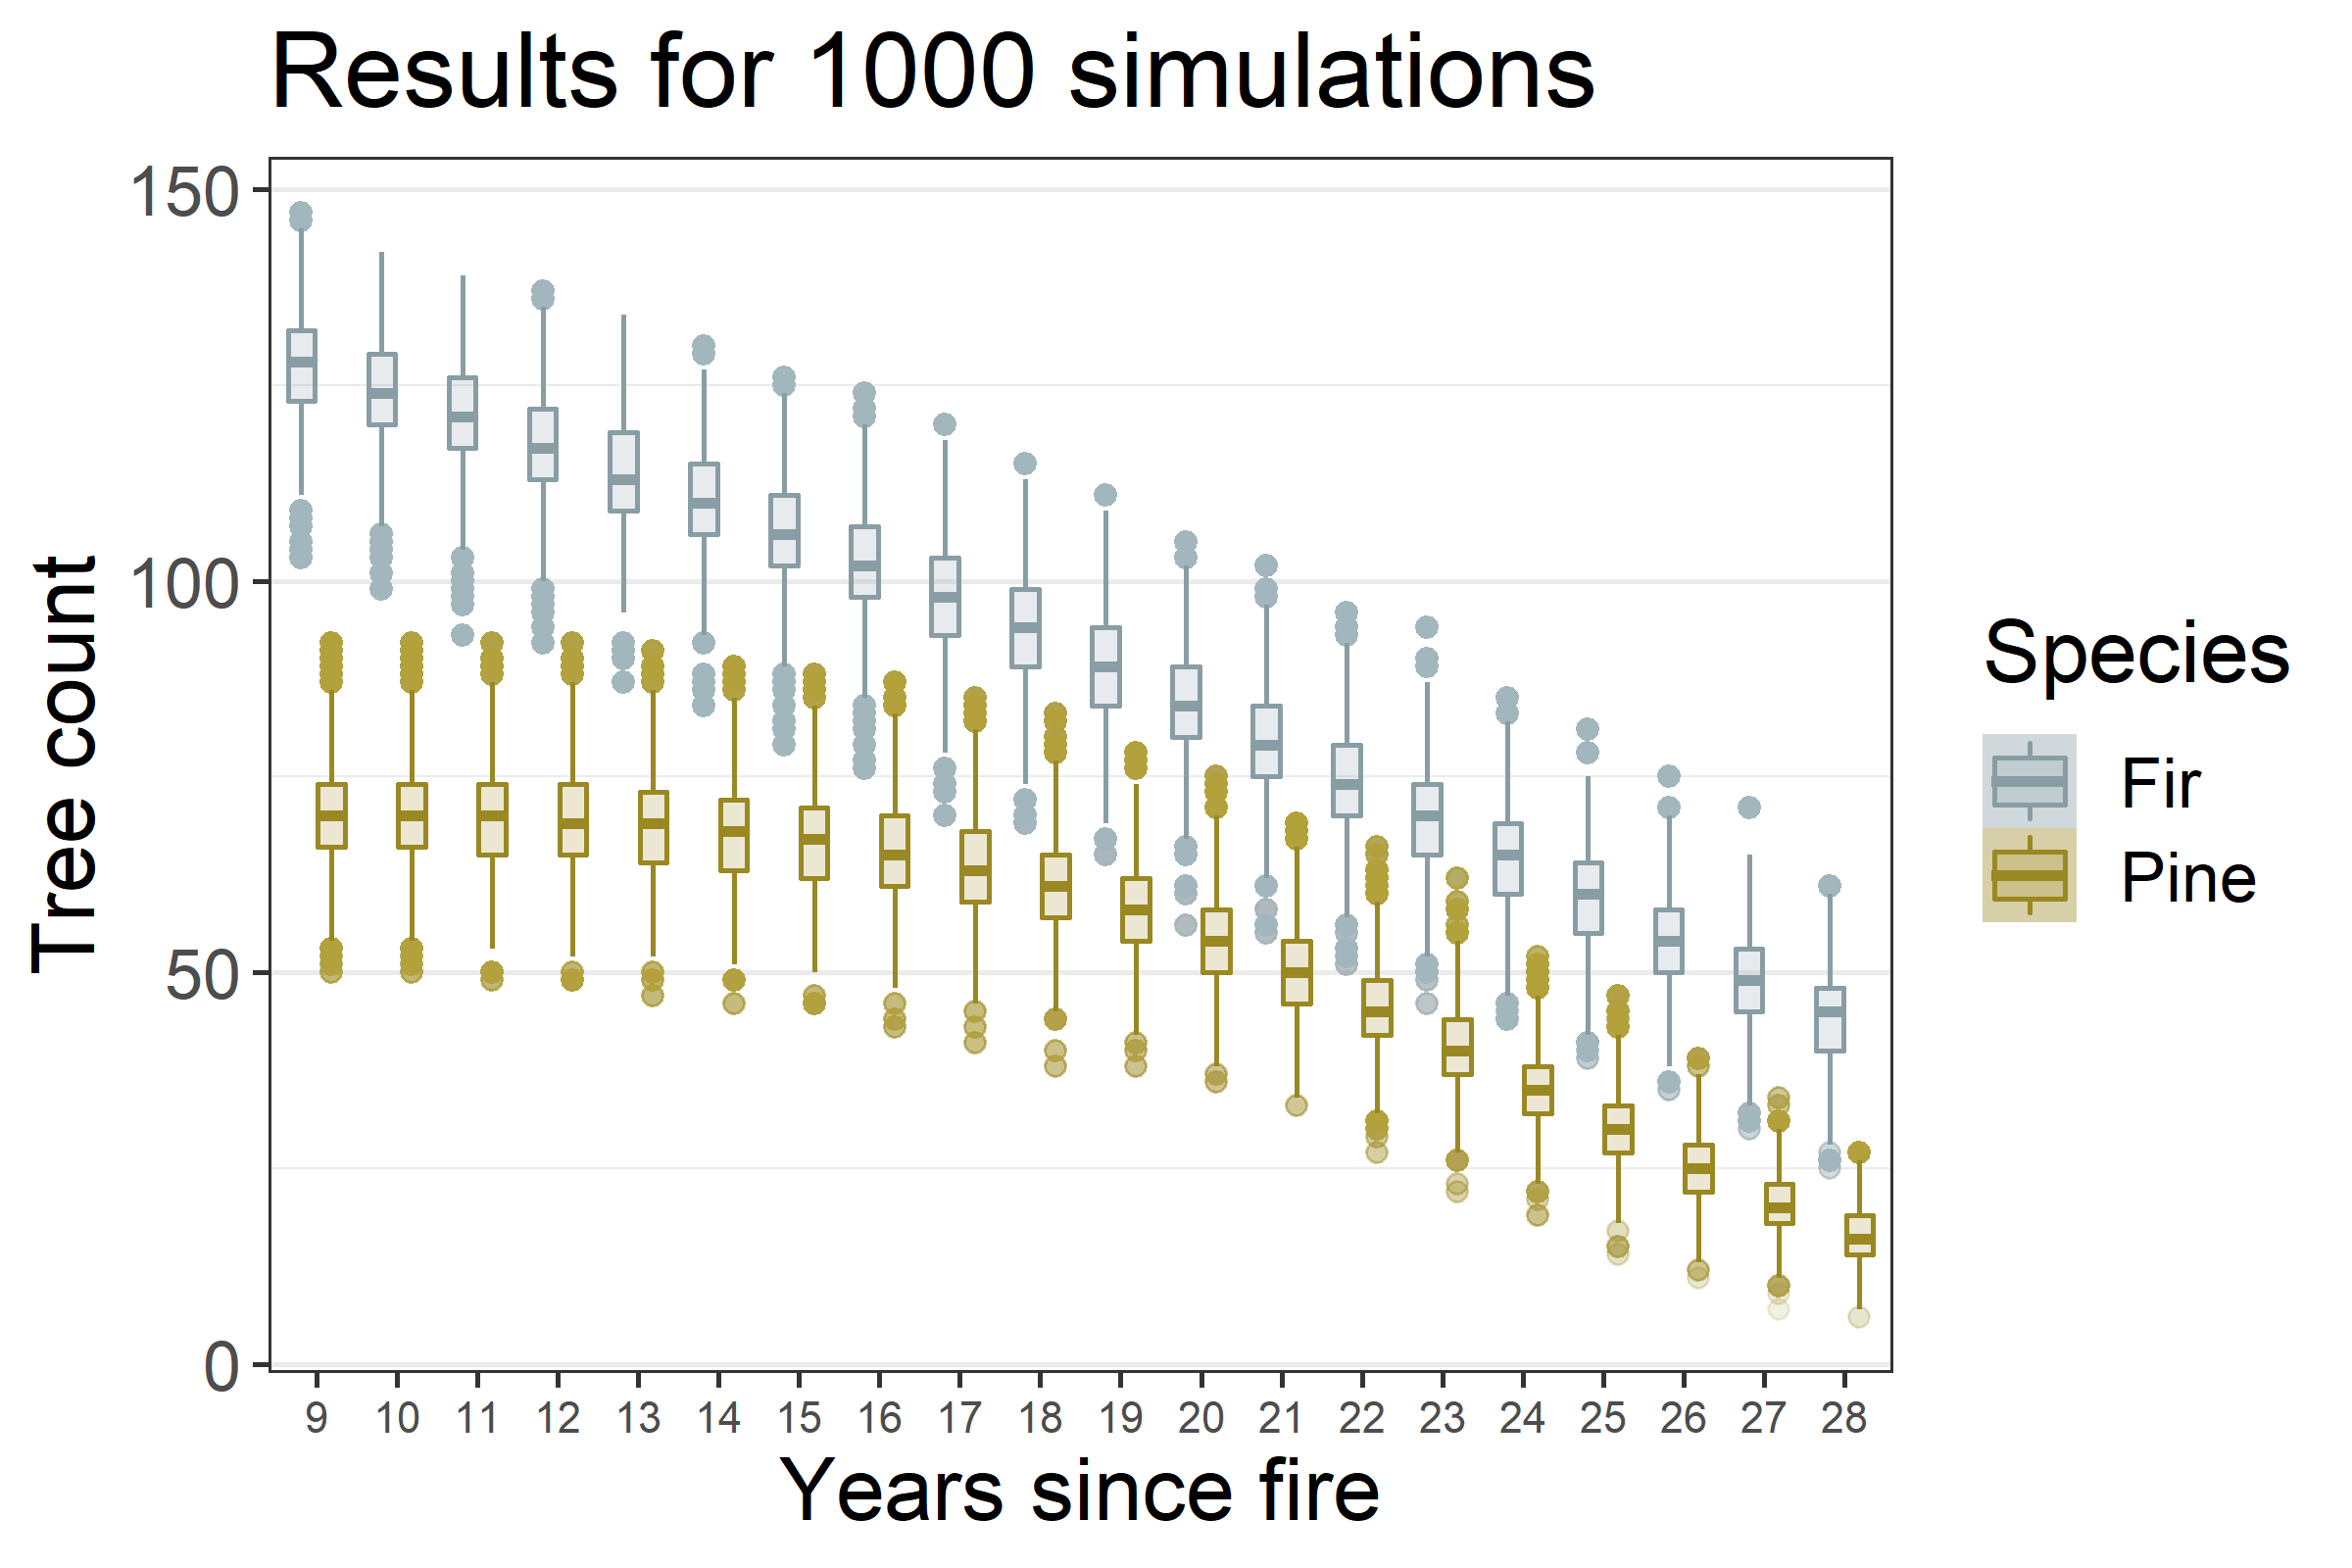 Results for 1000 simulations
150
100
50
0
Tree count
9 10 11 12 13 14 15 16 17 18 19 20 21 22 23 24 25 26 27 28
Years since fire
Species
Fir
Pine